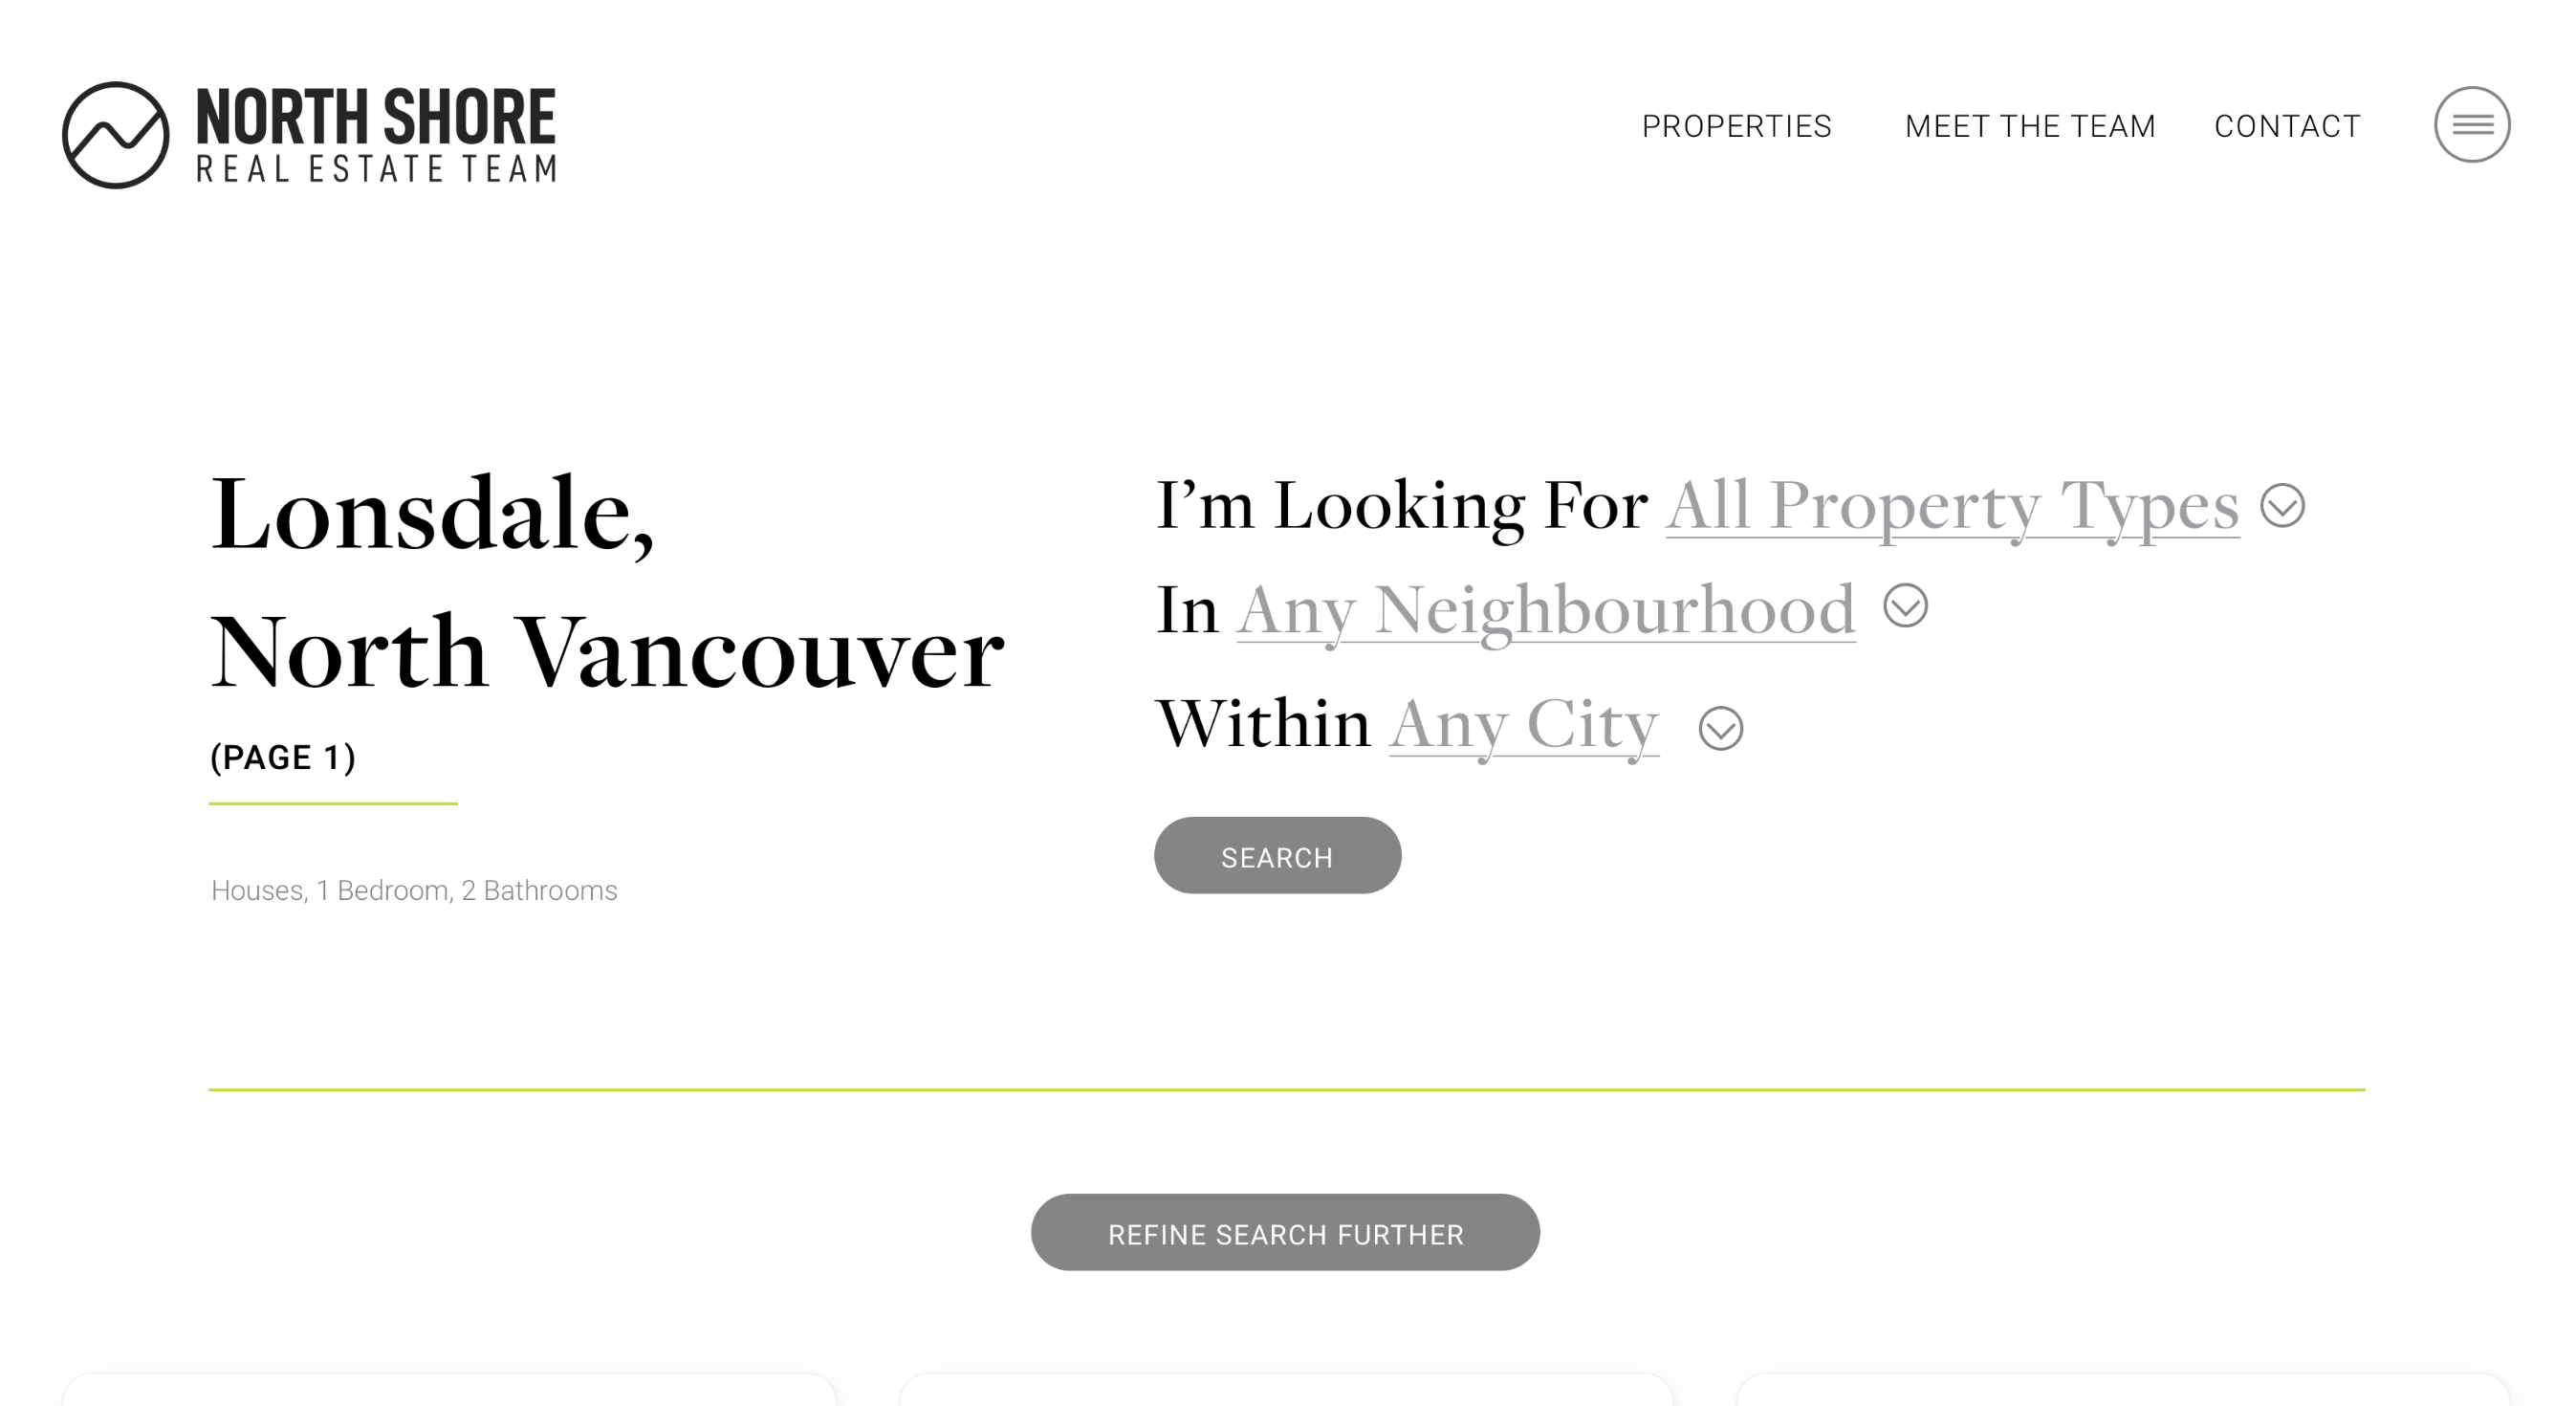 NORTH SHORE
REAL ESTATE TEAM
PROPERTIES
MEET THE TEAM
CONTACT
Lonsdale,
North Vancouver
(PAGE 1)
Houses, 1 Bedroom, 2 Bathrooms
I’m Looking For All Property Types
In Any Neighbourhood
Within Any City
SEARCH
REFINE SEARCH FURTHER